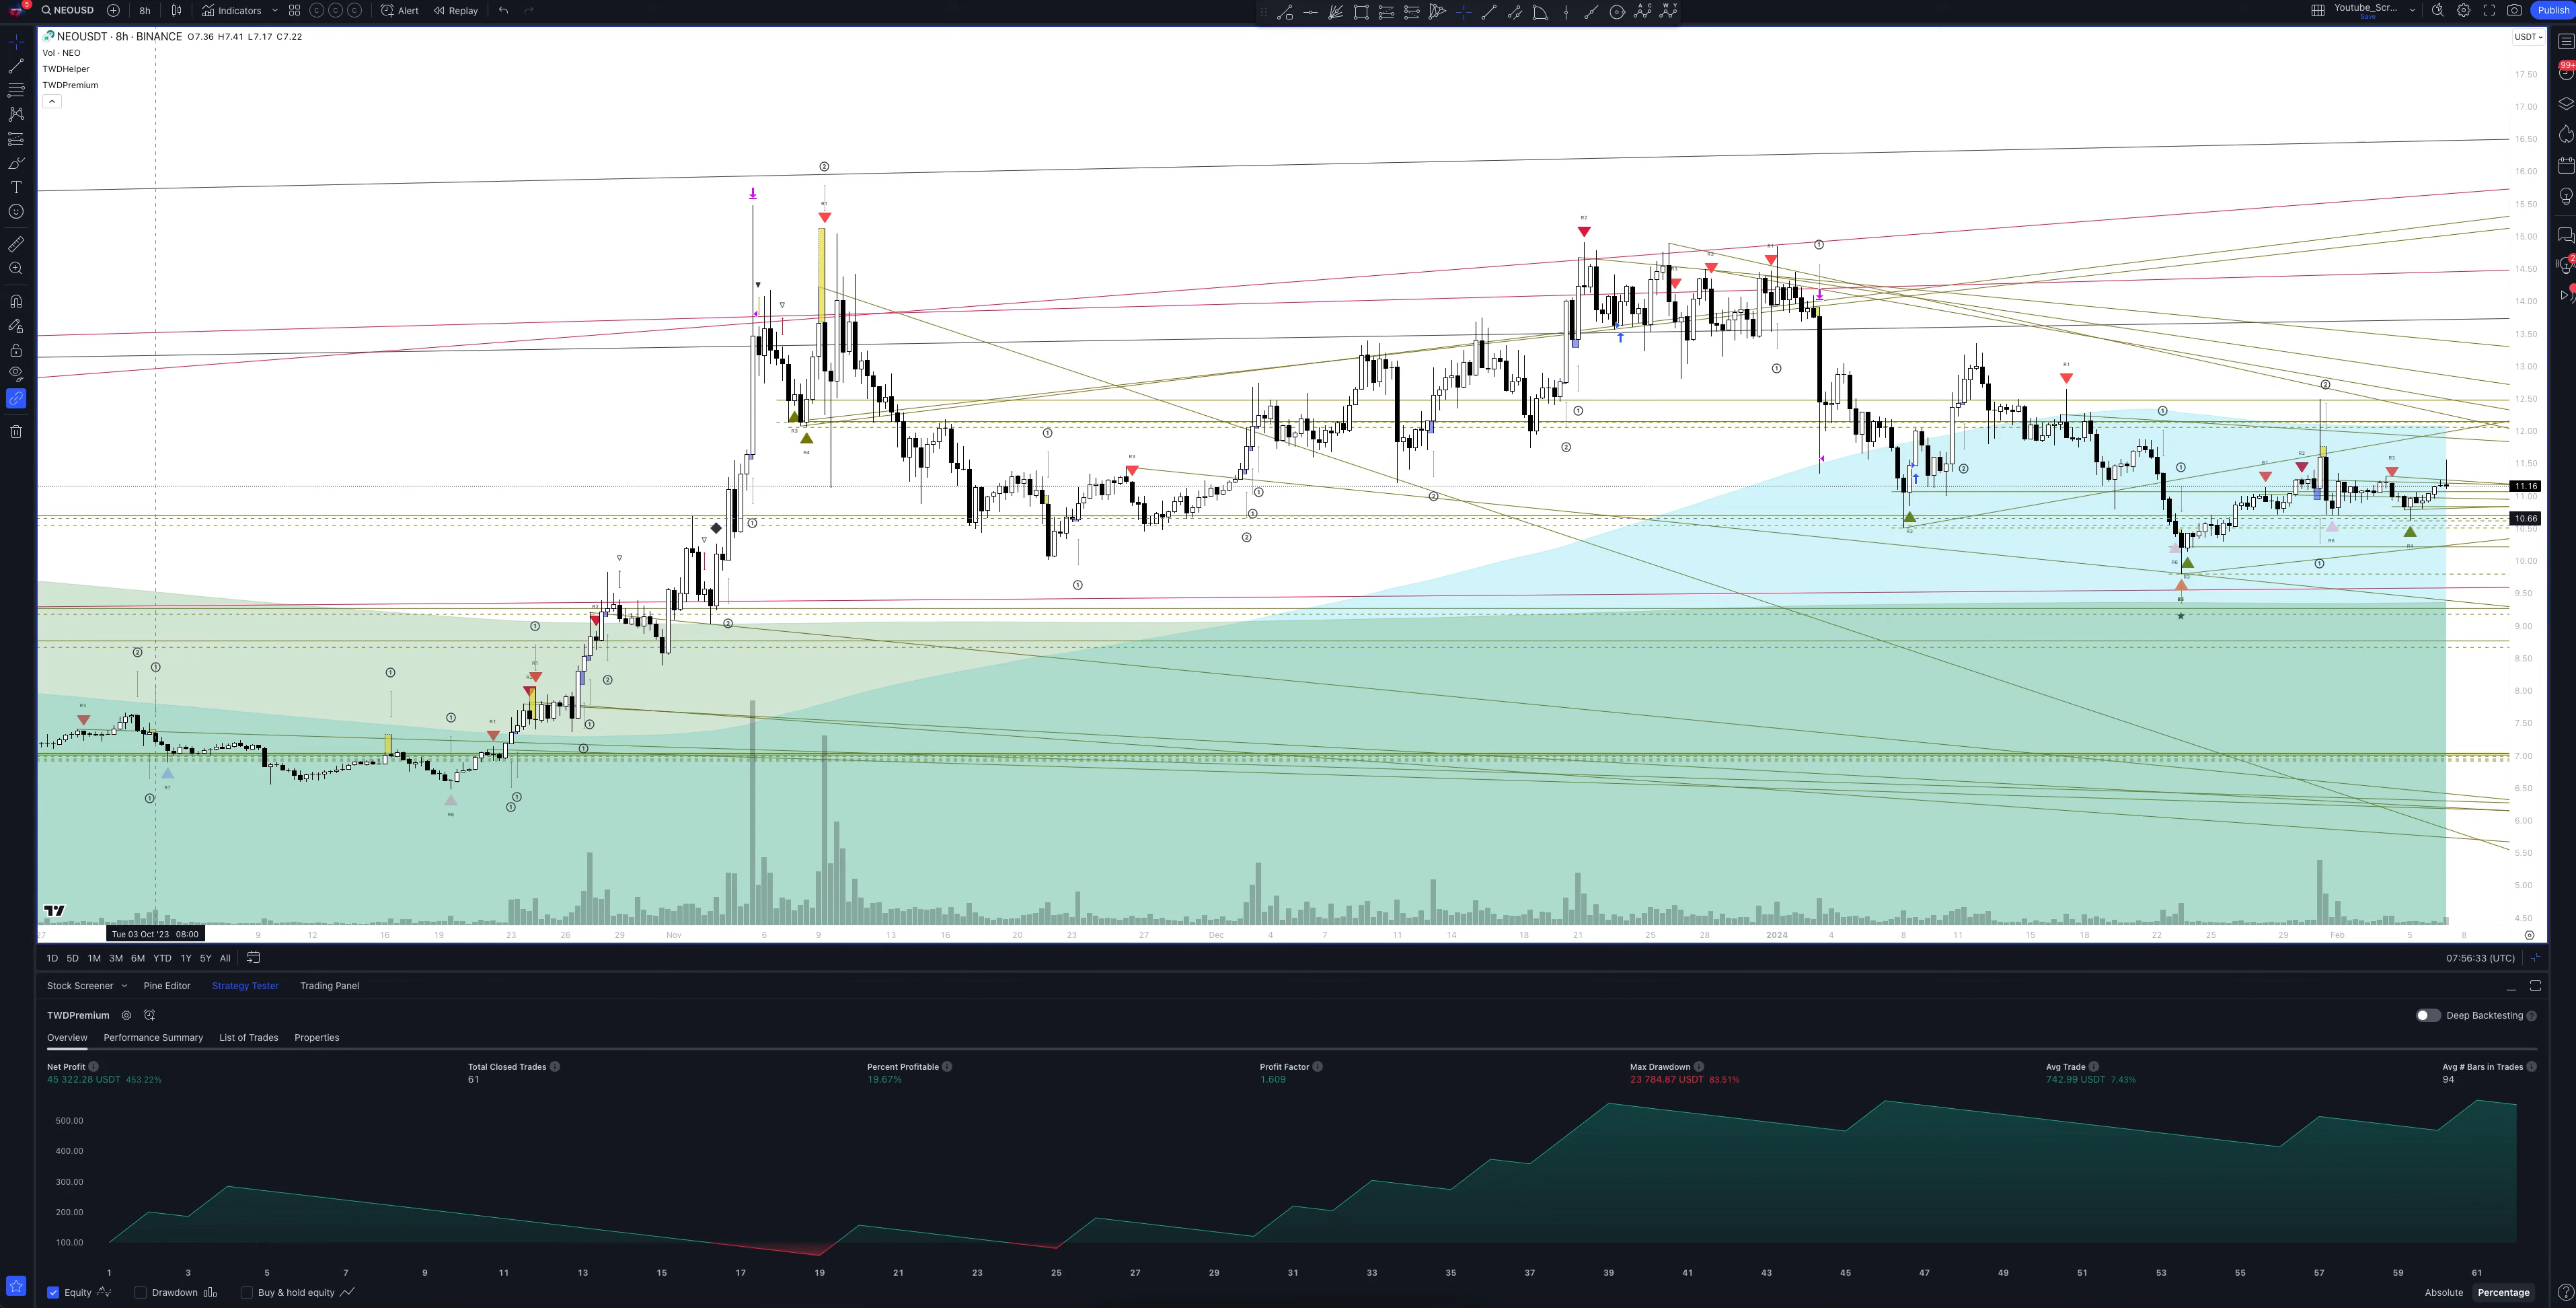 5
NEOUSD 8h Indicators C C C Alert Replay
Youtube_Scr... Save Publish
NEOUSDT · 8h · BINANCE O7.36 H7.41 L7.17 C7.22
USDT
Vol · NEO
TWDHelper
TWDPremium
99+
2
17.50
17.00
16.50
16.00
15.50
15.00
14.50
14.00
13.50
13.00
12.50
12.00
11.50
11.16
11.00
10.66
10.50
10.00
9.50
9.00
8.50
8.00
7.50
7.00
6.50
6.00
5.50
5.00
4.50
27 Tue 03 Oct '23 08:00 9 12 16 19 23 26 29 Nov 6 9 13 16 20 23 27 Dec 4 7 11 14 18 21 25 28 2024 4 8 11 15 18 22 25 29 Feb 5 8
1D 5D 1M 3M 6M YTD 1Y 5Y All
07:56:33 (UTC)
Stock Screener Pine Editor Strategy Tester Trading Panel
TWDPremium
Deep Backtesting
Overview Performance Summary List of Trades Properties
Net Profit Total Closed Trades Percent Profitable Profit Factor Max Drawdown Avg Trade Avg # Bars in Trades
45 322.28 USDT 453.22% 61 19.67% 1.609 23 784.87 USDT 83.51% 742.99 USDT 7.43% 94
500.00
400.00
300.00
200.00
100.00
1 3 5 7 9 11 13 15 17 19 21 23 25 27 29 31 33 35 37 39 41 43 45 47 49 51 53 55 57 59 61
Equity Drawdown Buy & hold equity
Absolute Percentage